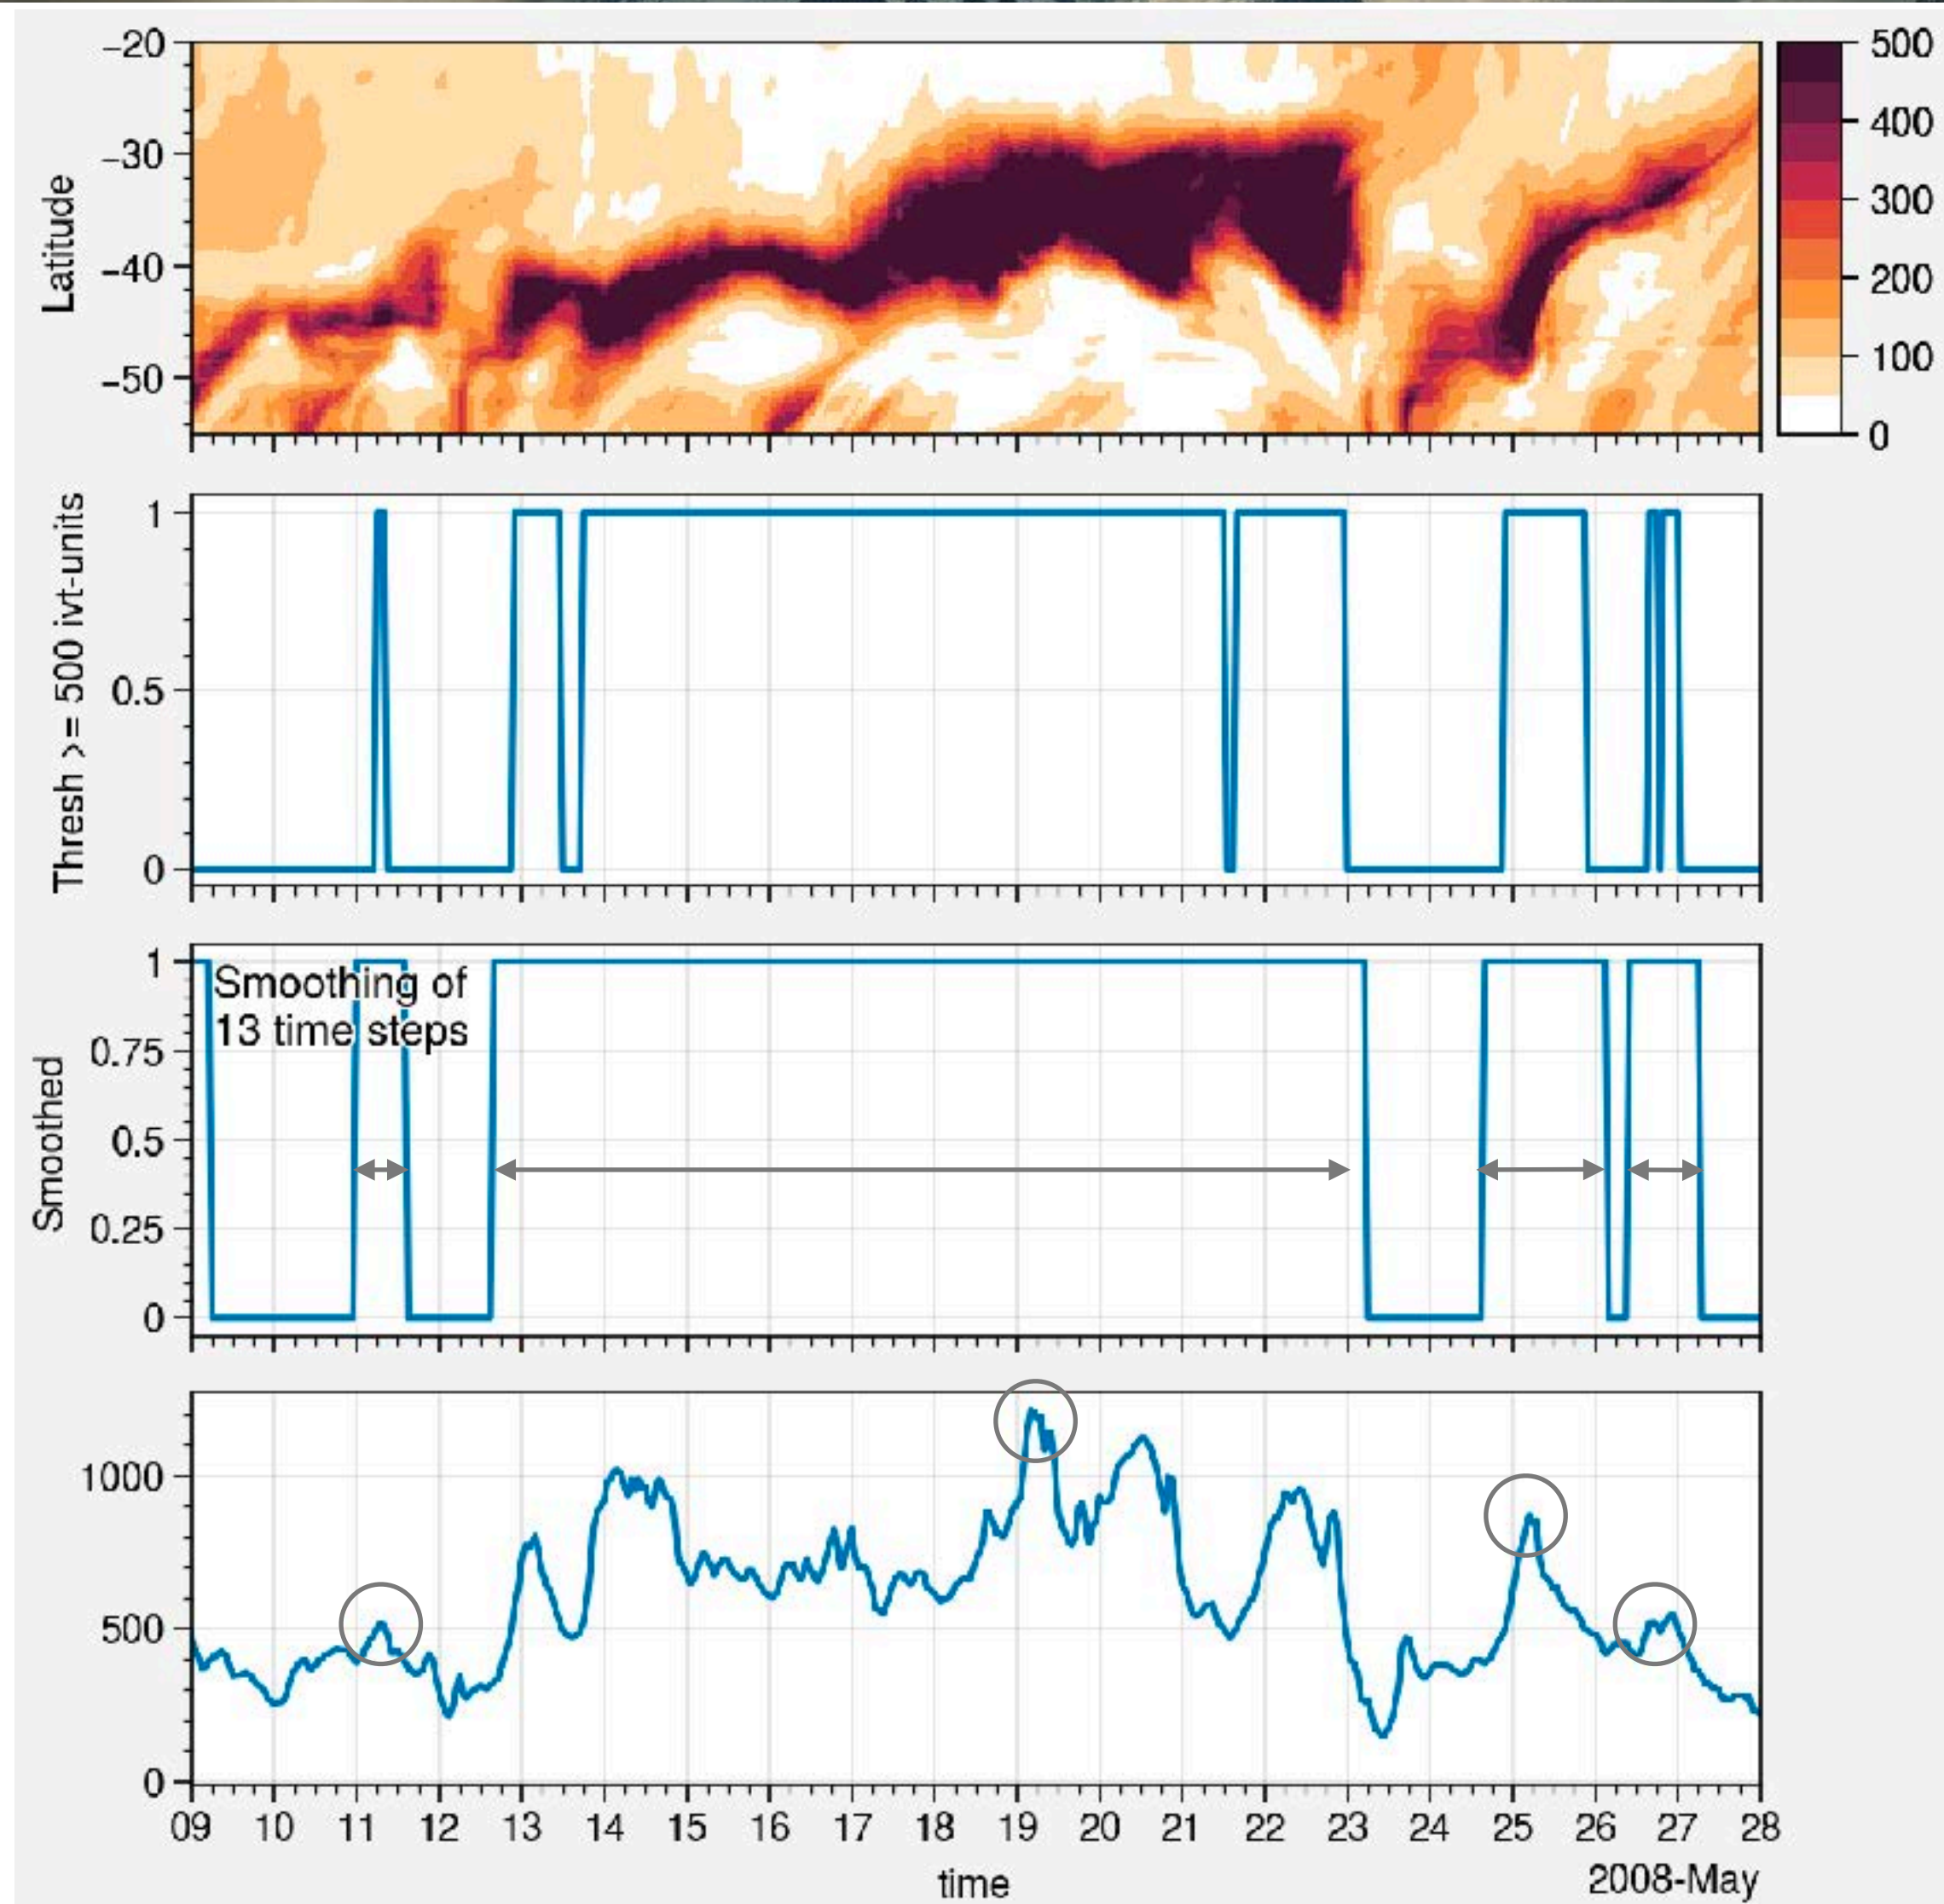 −20
−30
−40
−50
Latitude
500
400
300
200
100
0
1
0.5
0
Thresh >= 500 ivt-units
1
0.75
0.5
0.25
0
Smoothed
Smoothing of
13 time steps
1000
500
0
09 10 11 12 13 14 15 16 17 18 19 20 21 22 23 24 25 26 27 28
time
2008-May